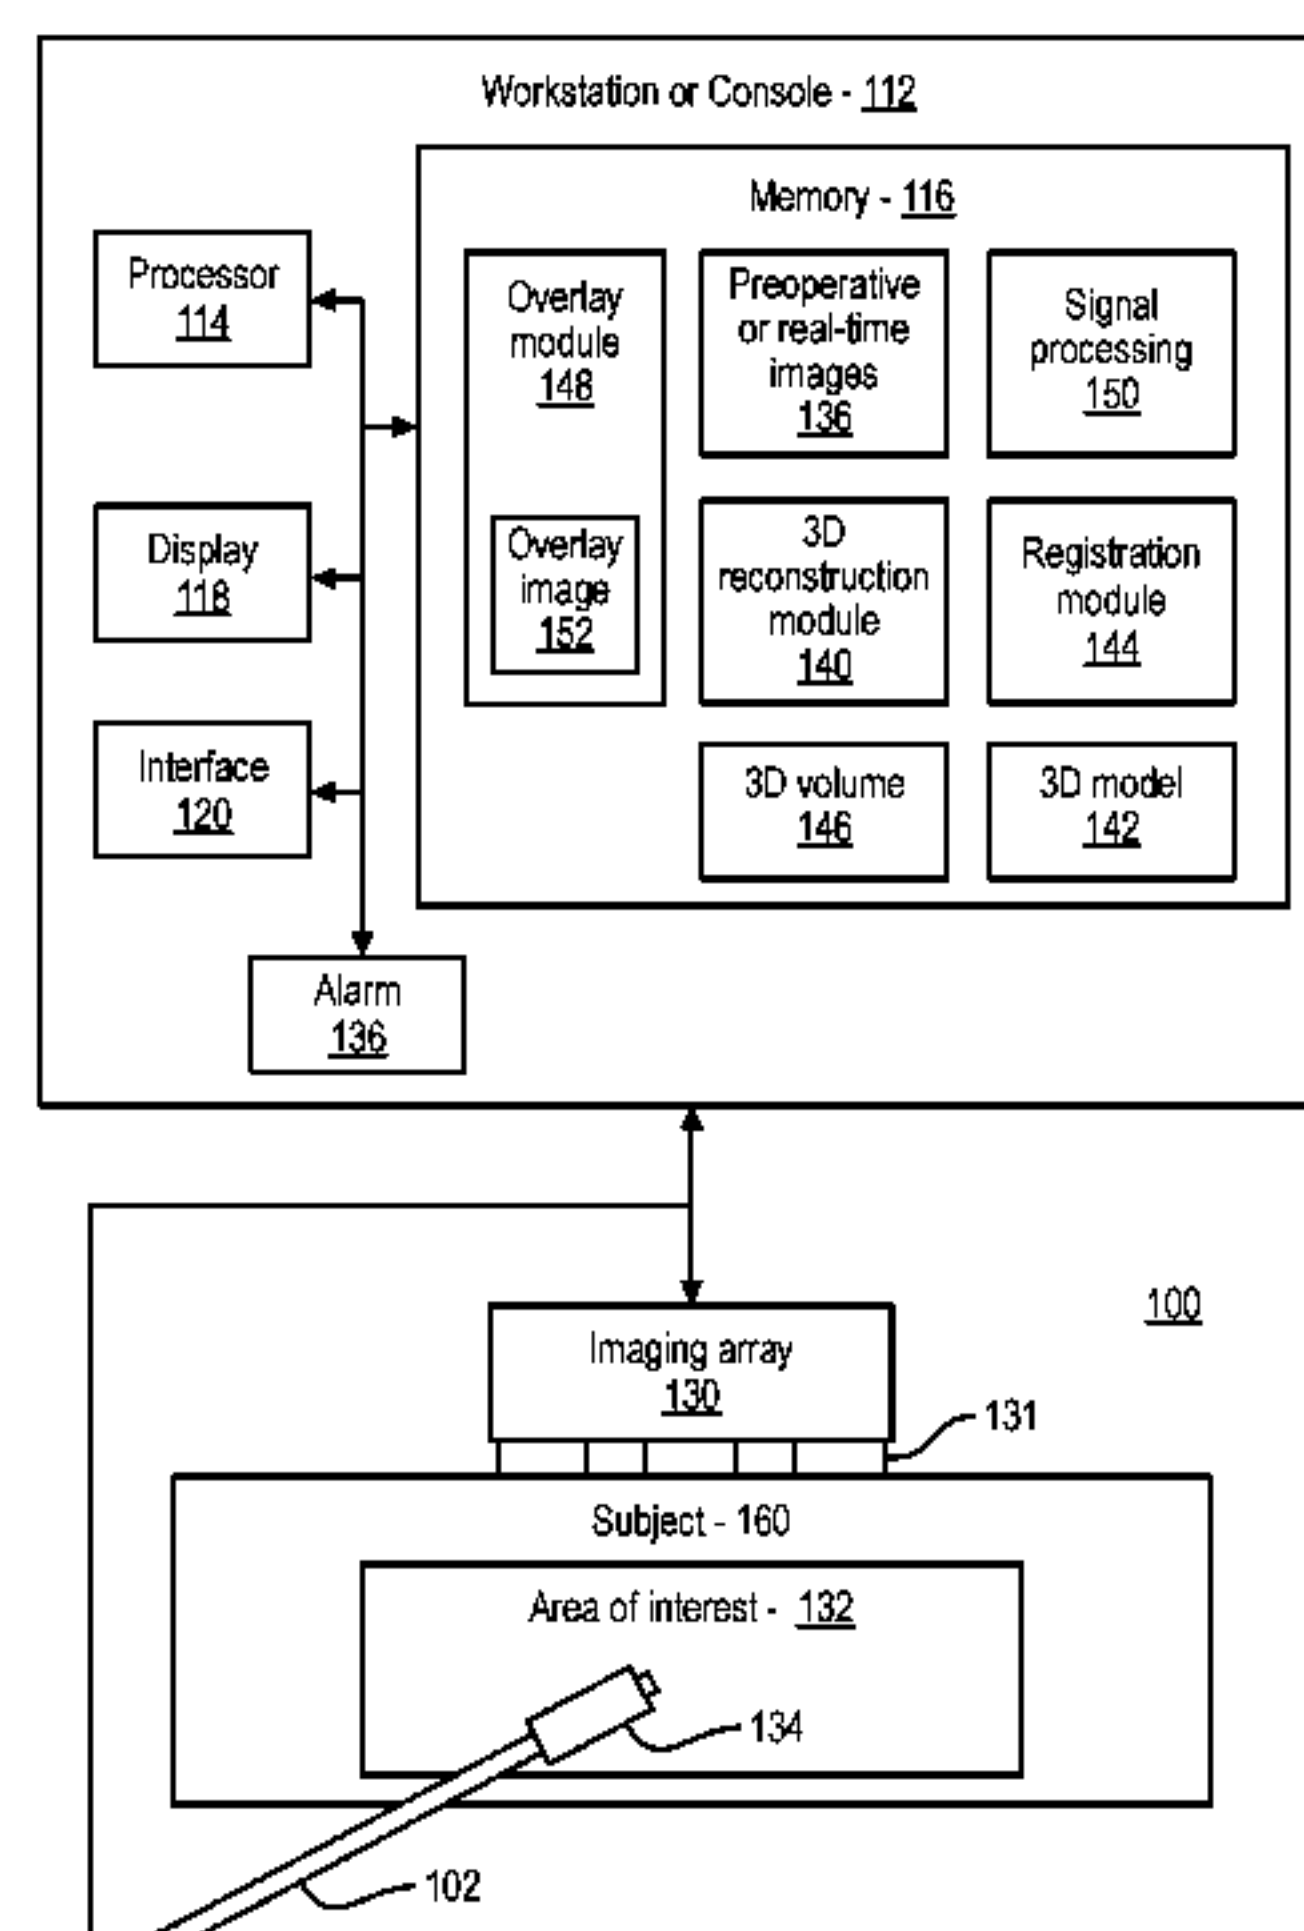 Workstation or Console - 112
Memory - 116
Processor
114
Display
118
Interface
120
Alarm
136
Overlay
module
148
Overlay
image
152
Preoperative
or real-time
images
136
Signal
processing
150
3D
reconstruction
module
140
Registration
module
144
3D volume
146
3D model
142
100
Imaging array
130
131
Subject - 160
Area of interest - 132
134
102